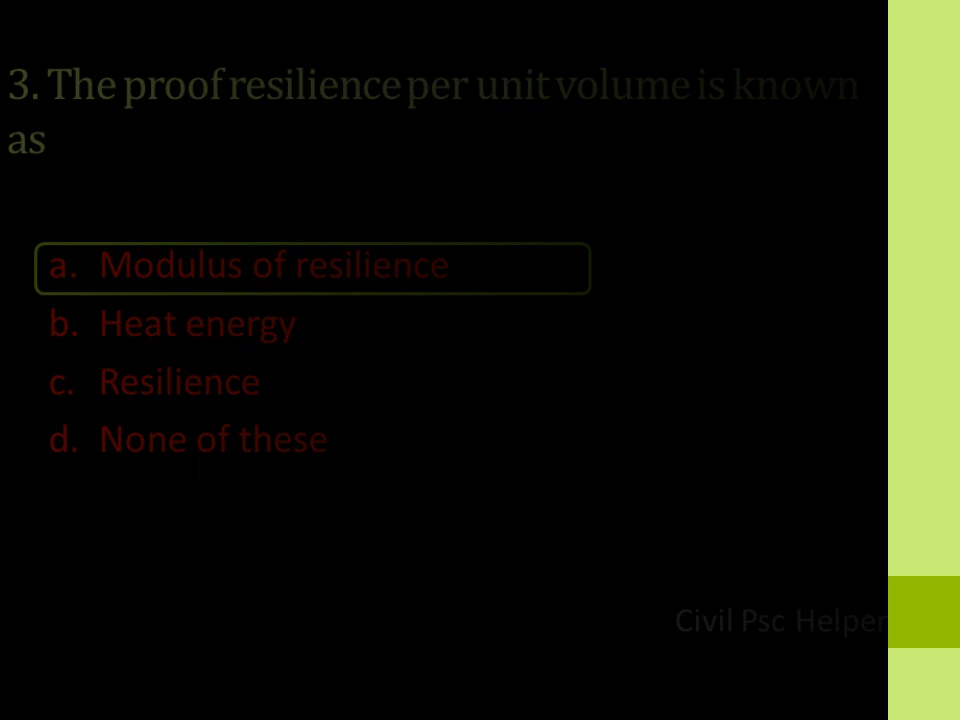 3. The proof resilience per unit volume is known
as
a. Modulus of resilience
b. Heat energy
c. Resilience
d. None of these
Civil Psc Helper